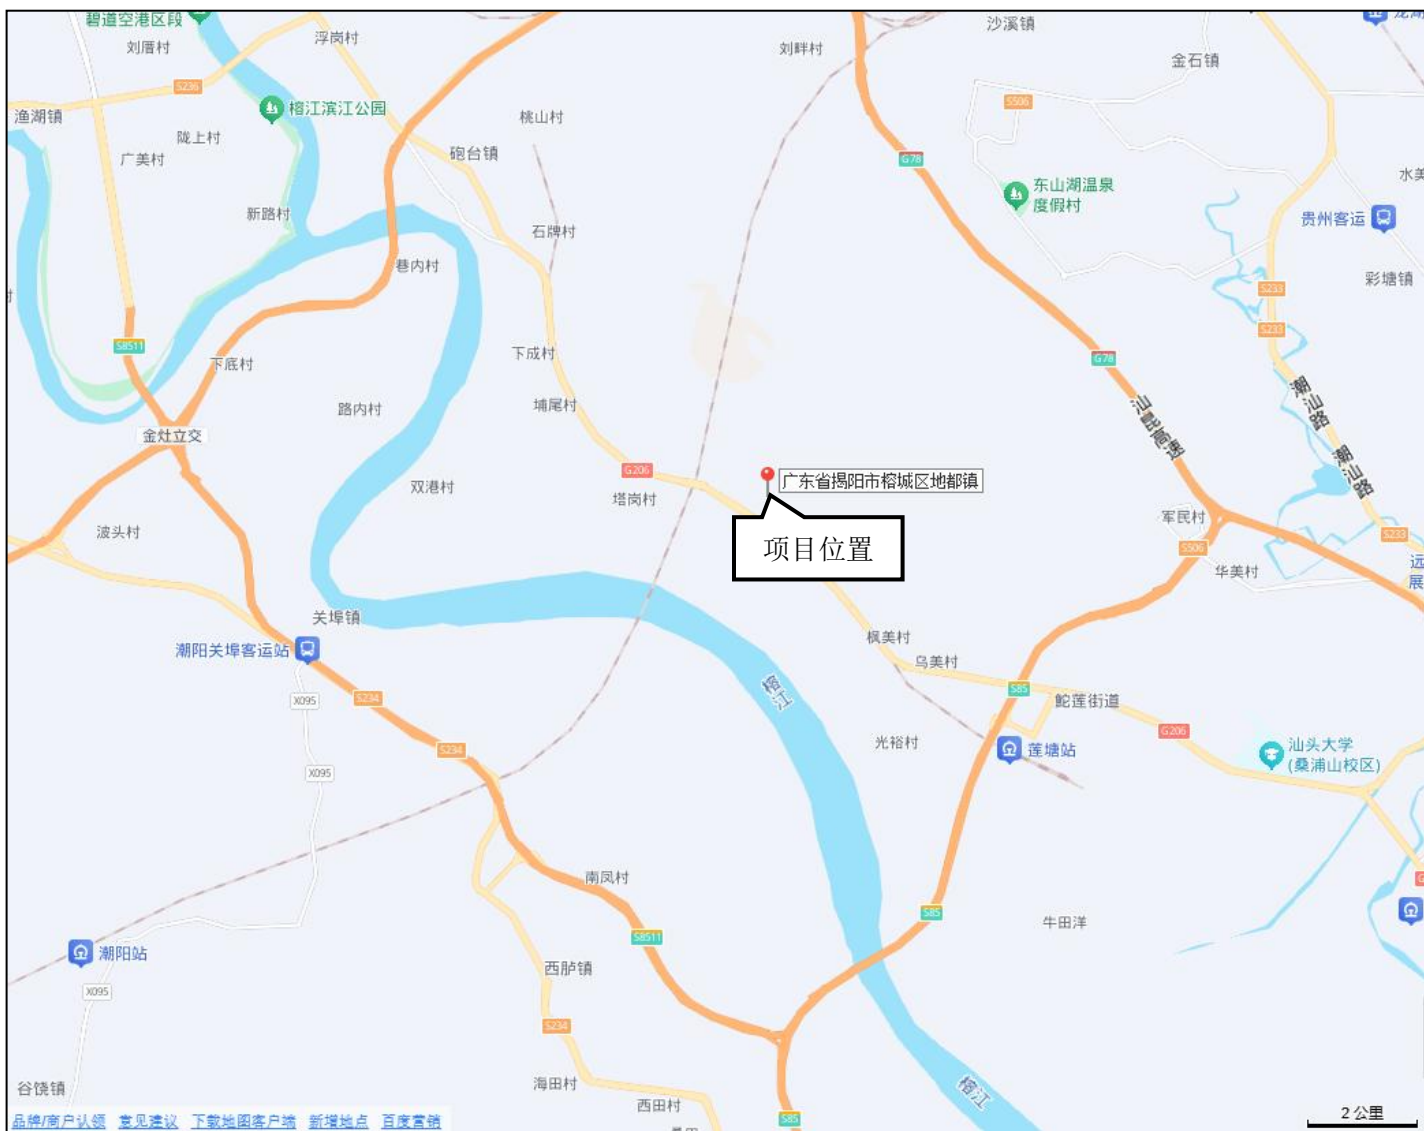 碧道空港区段
刘厝村
浮岗村
刘畔村
沙溪镇
金石镇
S236
榕江滨江公园
渔湖镇
陇上村
桃山村
S506
广美村
砲台镇
G78
东山湖温泉
度假村
水美
新路村
石牌村
贵州客运
巷内村
彩塘镇
S233
S233
S8511
下底村
下成村
G78
路内村
埔尾村
汕昆高速
潮汕路
潮汕路
金灶立交
G206
广东省揭阳市榕城区地都镇
双港村
塔岗村
军民村
波头村
项目位置
S506
S233
华美村
远
展
关埠镇
潮阳关埠客运站
枫美村
乌美村
X095
S234
榕江
S85
鮀莲街道
G206
S234
光裕村
莲塘站
汕头大学
(桑浦山校区)
X095
南凤村
G
S8511
S85
牛田洋
潮阳站
西胪镇
X095
S234
谷饶镇
海田村
西田村
榕江
S85
2 公里
品牌/商户认领
意见建议
下载地图客户端
新增地点
百度营销